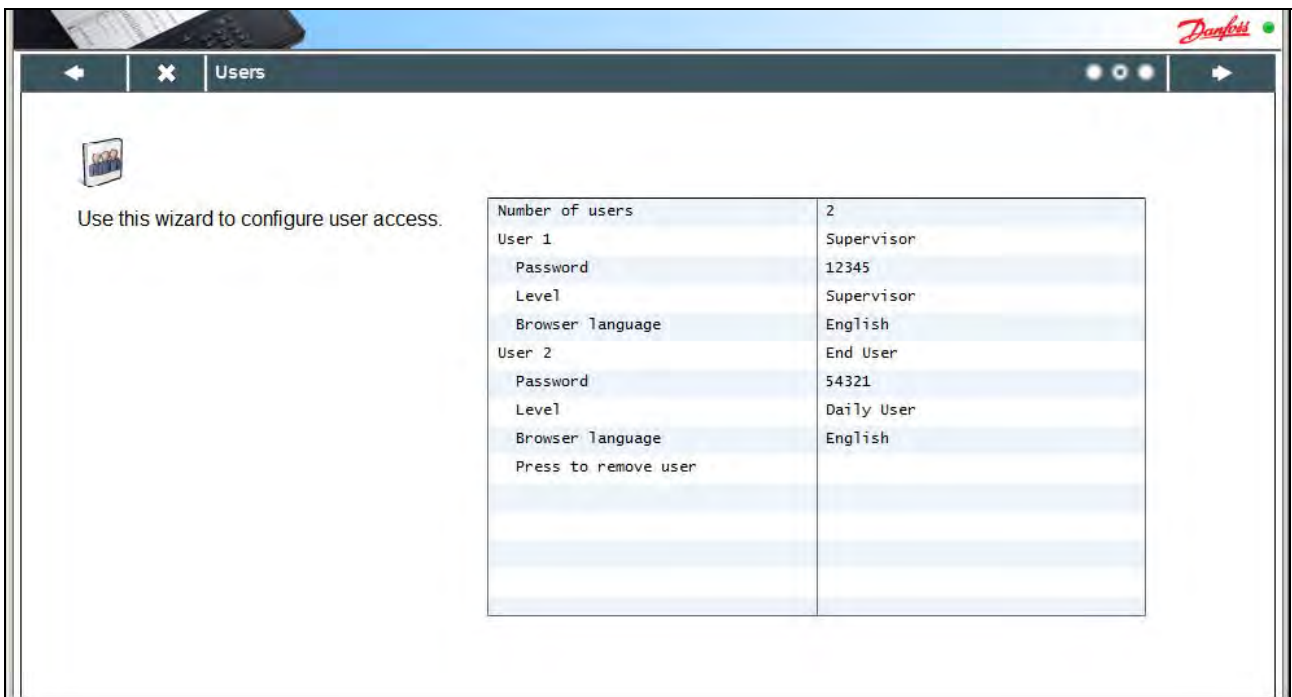 Danfoss
Users
Use this wizard to configure user access.
Number of users 2
User 1 Supervisor
Password 12345
Level Supervisor
Browser language English
User 2 End User
Password 54321
Level Daily User
Browser language English
Press to remove user